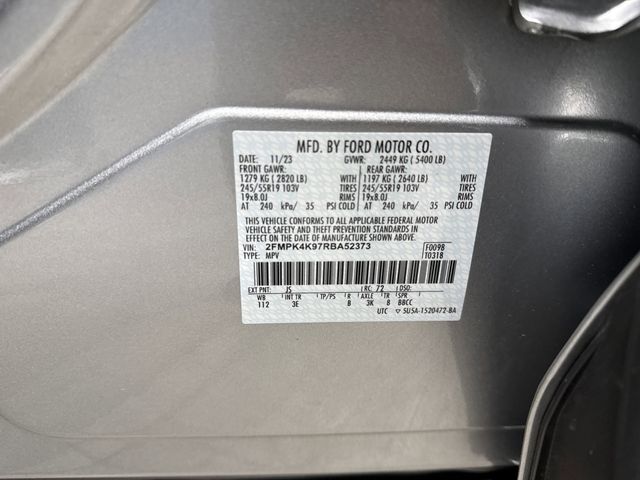 MFD. BY FORD MOTOR CO.
DATE: 11/23 GVWR: 2449 KG ( 5400 LB)
FRONT GAWR: REAR GAWR:
1279 KG ( 2820 LB) WITH 1197 KG ( 2640 LB) WITH
245/55R19 103V TIRES 245/55R19 103V TIRES
19x8.0J RIMS 19x8.0J RIMS
AT 240 kPa/ 35 PSI COLD AT 240 kPa/ 35 PSI COLD
THIS VEHICLE CONFORMS TO ALL APPLICABLE FEDERAL MOTOR
VEHICLE SAFETY AND THEFT PREVENTION STANDARDS IN
EFFECT ON THE DATE OF MANUFACTURE SHOWN ABOVE.
VIN: 2FMPK4K97RBA52373 F0098
TYPE: MPV T0318
EXT PNT: JS RC: 72 DSO:
WB INT TR TP/PS R AXLE TR SPR
112 3E B 3K 8 BBCC
UTC ▽ 5U5A-1520472-BA